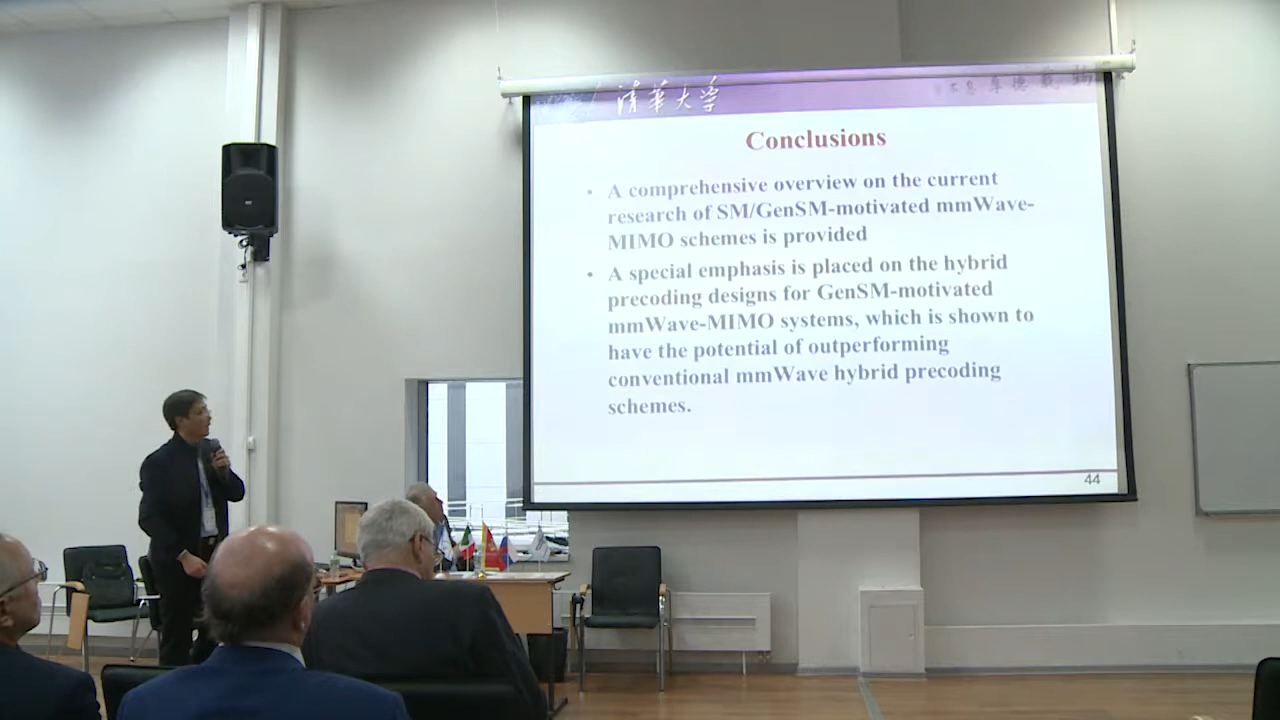 清华大学
Conclusions
• A comprehensive overview on the current
research of SM/GenSM-motivated mmWave-
MIMO schemes is provided
• A special emphasis is placed on the hybrid
precoding designs for GenSM-motivated
mmWave-MIMO systems, which is shown to
have the potential of outperforming
conventional mmWave hybrid precoding
schemes.
44